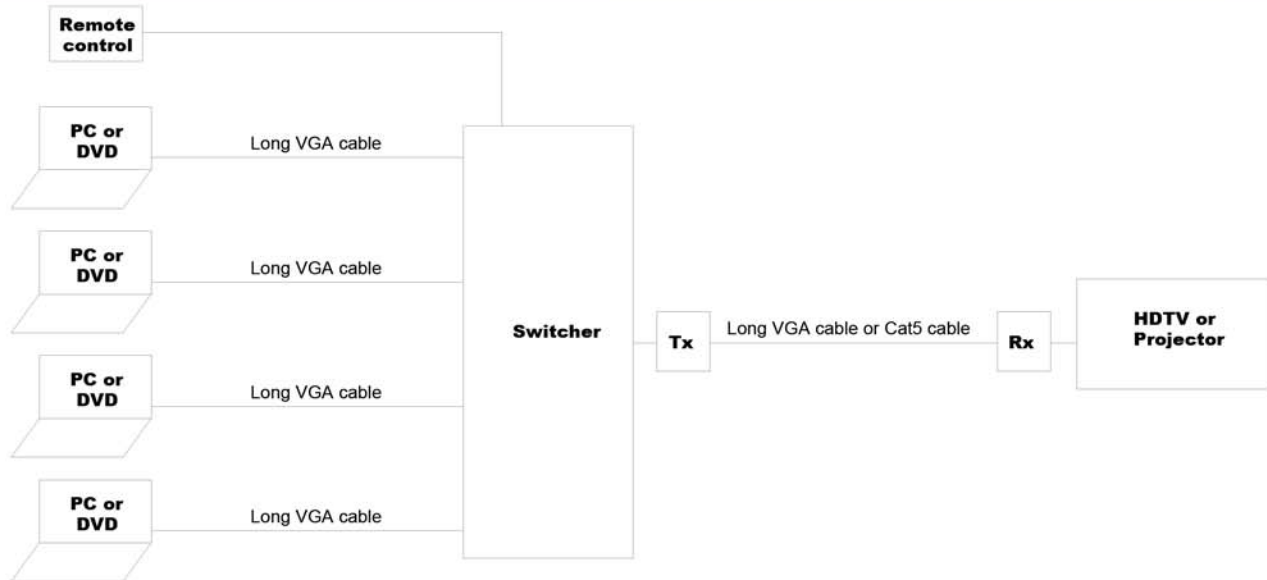 Remote
control
PC or
DVD
Long VGA cable
PC or
DVD
Long VGA cable
PC or
DVD
Long VGA cable
PC or
DVD
Long VGA cable
Switcher
Tx
Long VGA cable or Cat5 cable
Rx
HDTV or
Projector